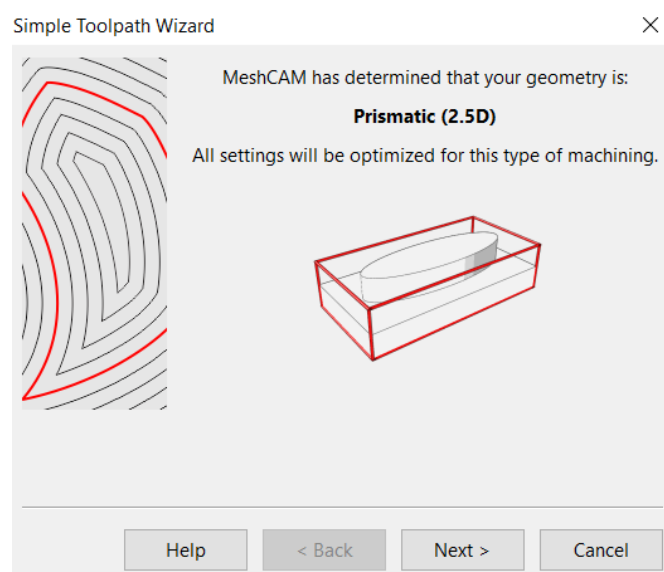 Simple Toolpath Wizard
MeshCAM has determined that your geometry is:
Prismatic (2.5D)
All settings will be optimized for this type of machining.
Help
< Back
Next >
Cancel